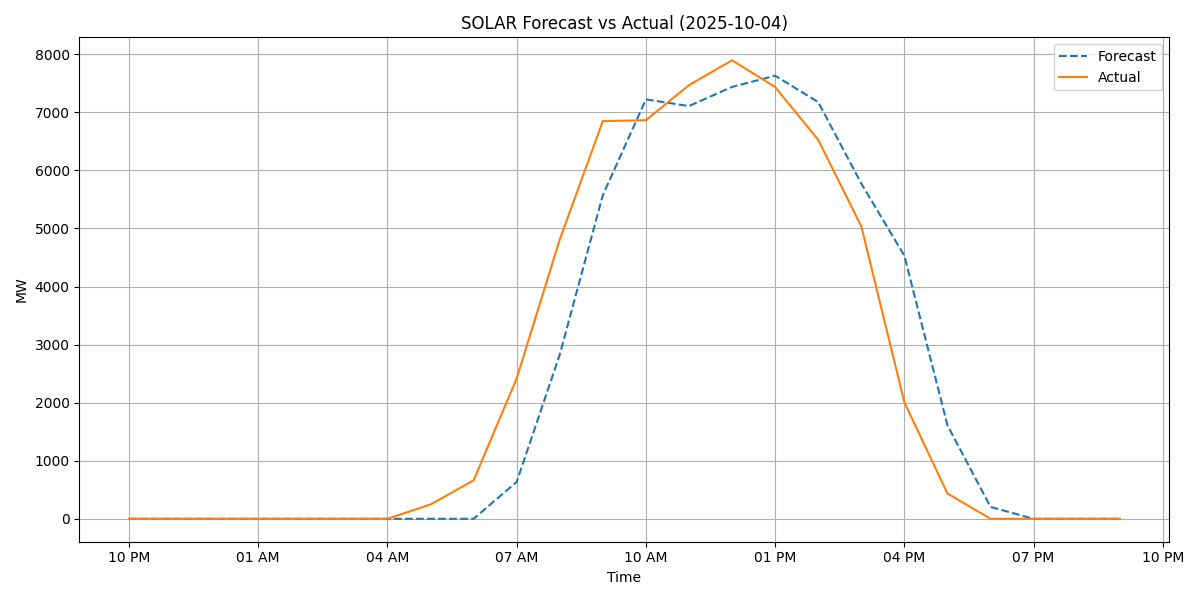 SOLAR Forecast vs Actual (2025-10-04)
Forecast
Actual
8000
7000
6000
5000
4000
3000
2000
1000
0
MW
10 PM 01 AM 04 AM 07 AM 10 AM 01 PM 04 PM 07 PM 10 PM
Time